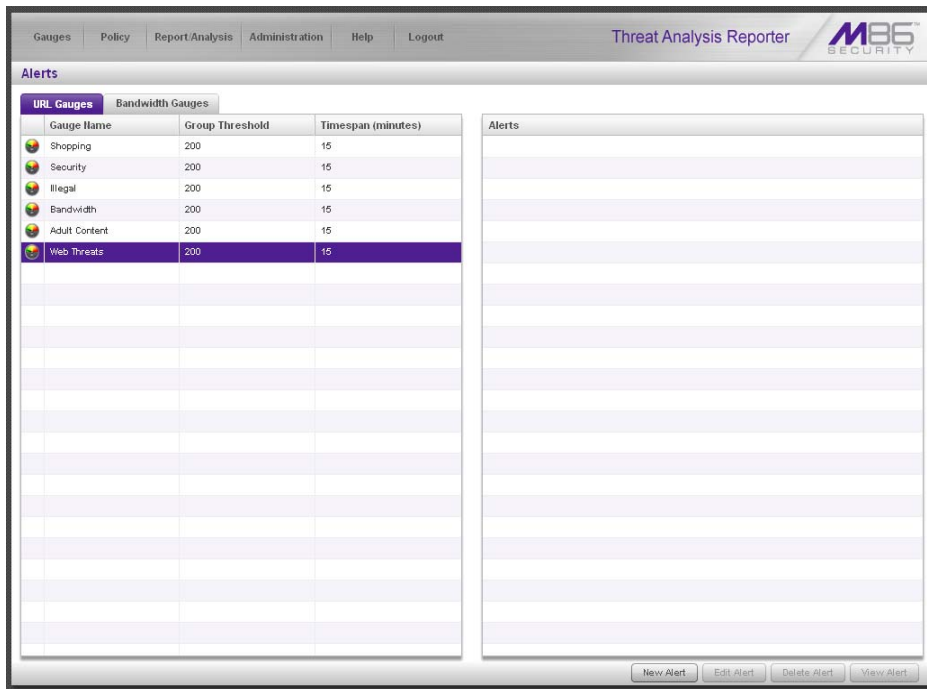 Gauges Policy Report/Analysis Administration Help Logout Threat Analysis Reporter M86 SECURITY
Alerts
URL Gauges Bandwidth Gauges
Gauge Name Group Threshold Timespan (minutes) Alerts
Shopping 200 15
Security 200 15
Illegal 200 15
Bandwidth 200 15
Adult Content 200 15
Web Threats 200 15
New Alert Edit Alert Delete Alert View Alert